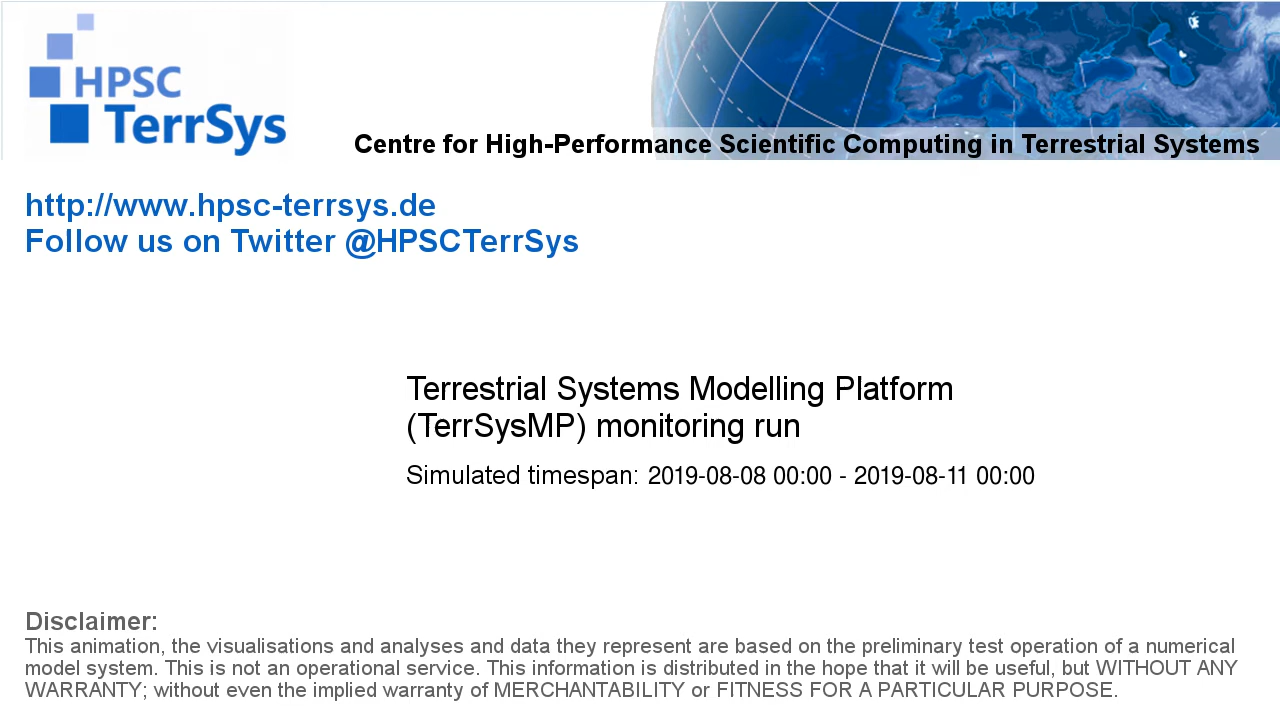 HPSC
TerrSys
Centre for High-Performance Scientific Computing in Terrestrial Systems
http://www.hpsc-terrsys.de
Follow us on Twitter @HPSCTerrSys
Terrestrial Systems Modelling Platform
(TerrSysMP) monitoring run
Simulated timespan: 2019-08-08 00:00 - 2019-08-11 00:00
Disclaimer:
This animation, the visualisations and analyses and data they represent are based on the preliminary test operation of a numerical
model system. This is not an operational service. This information is distributed in the hope that it will be useful, but WITHOUT ANY
WARRANTY; without even the implied warranty of MERCHANTABILITY or FITNESS FOR A PARTICULAR PURPOSE.